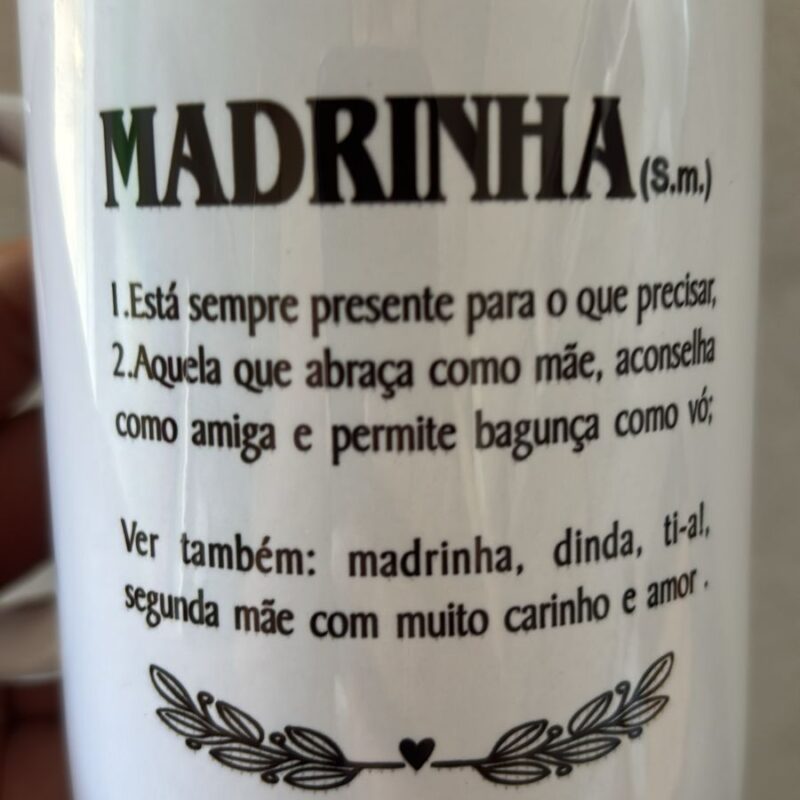 MADRINHA (S.m.)
1.Está sempre presente para o que precisar,
2.Aquela que abraça como mãe, aconselha
como amiga e permite bagunça como vó;
Ver também: madrinha, dinda, ti-a!,
segunda mãe com muito carinho e amor .